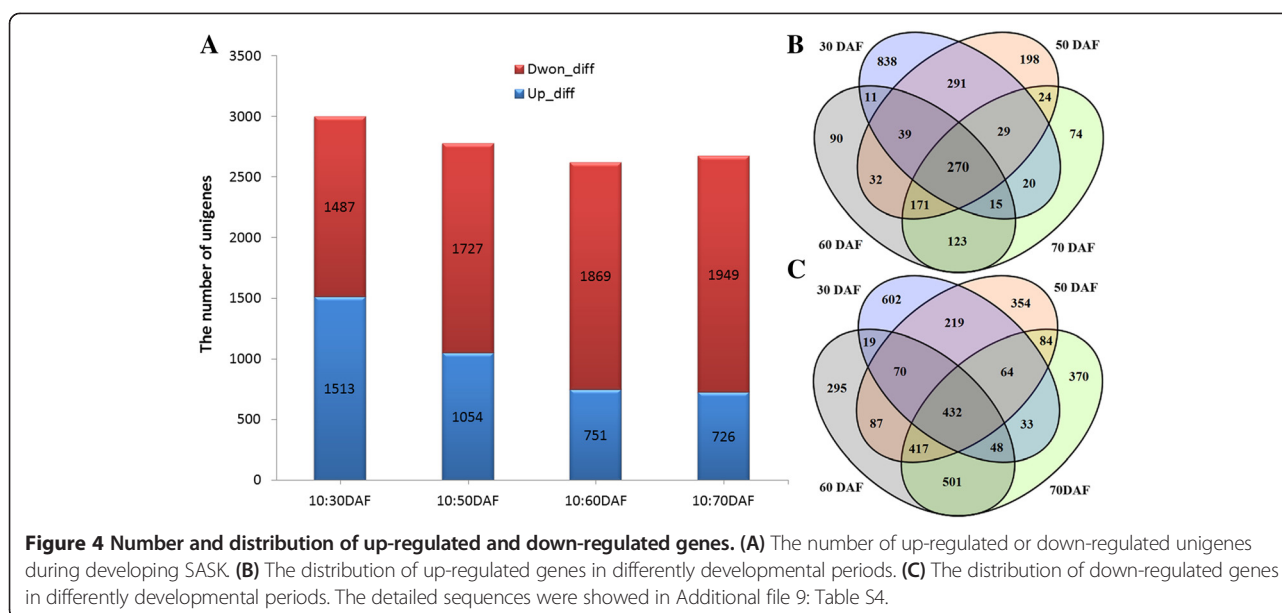 A
3500
3000
2500
2000
1500
1000
500
0
The number of unigenes
Dwon_diff
Up_diff
1487
1727
1869
1949
1513
1054
751
726
10:30DAF
10:50DAF
10:60DAF
10:70DAF
B
30 DAF
50 DAF
838
291
198
11
24
90
39
29
74
270
32
20
171
15
123
60 DAF
70 DAF
C
30 DAF
50 DAF
602
219
354
19
84
70
64
295
370
432
87
33
417
48
501
60 DAF
70DAF
Figure 4 Number and distribution of up-regulated and down-regulated genes. (A) The number of up-regulated or down-regulated unigenes
during developing SASK. (B) The distribution of up-regulated genes in differently developmental periods. (C) The distribution of down-regulated genes
in differently developmental periods. The detailed sequences were showed in Additional file 9: Table S4.